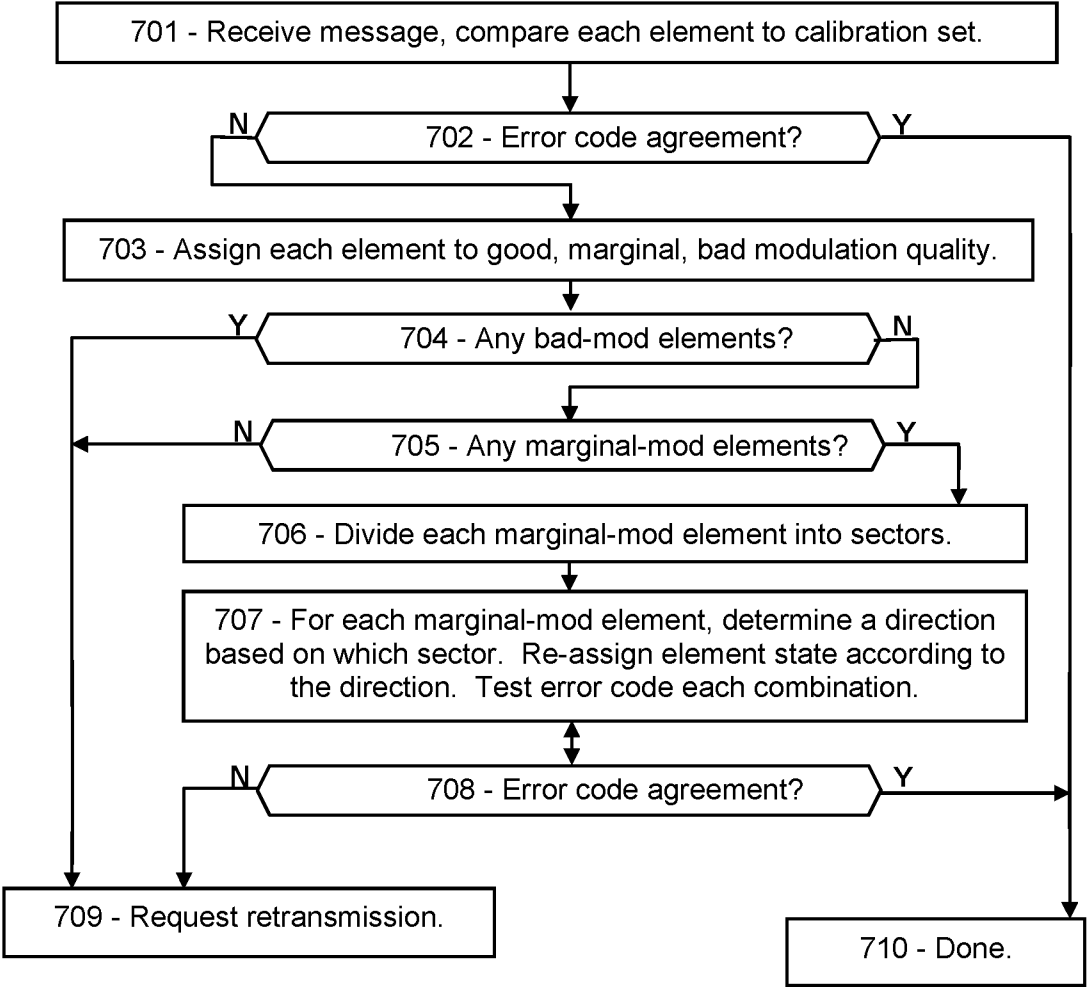 701 - Receive message, compare each element to calibration set.
N
702 - Error code agreement?
Y
703 - Assign each element to good, marginal, bad modulation quality.
Y
704 - Any bad-mod elements?
N
N
705 - Any marginal-mod elements?
Y
706 - Divide each marginal-mod element into sectors.
707 - For each marginal-mod element, determine a direction
based on which sector. Re-assign element state according to
the direction. Test error code each combination.
N
708 - Error code agreement?
Y
709 - Request retransmission.
710 - Done.